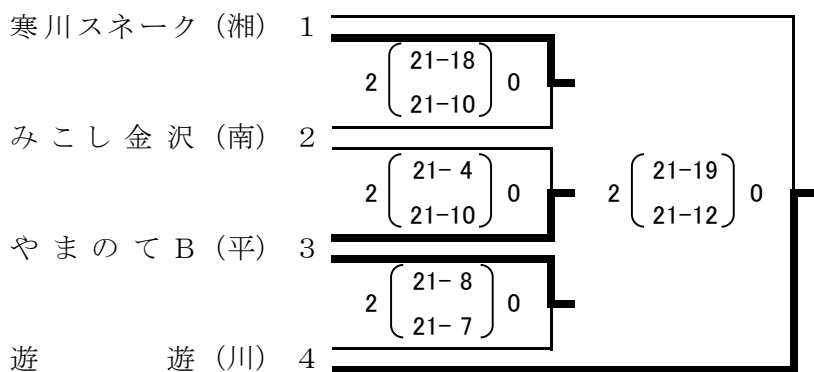 寒川スネーク (湘) 1
2 21-18 0
21-10
みこし金沢 (南) 2
2 21- 4 0
21-10
2 21-19 0
21-12
やまのてB (平) 3
2 21- 8 0
21- 7
遊　　　遊 (川) 4